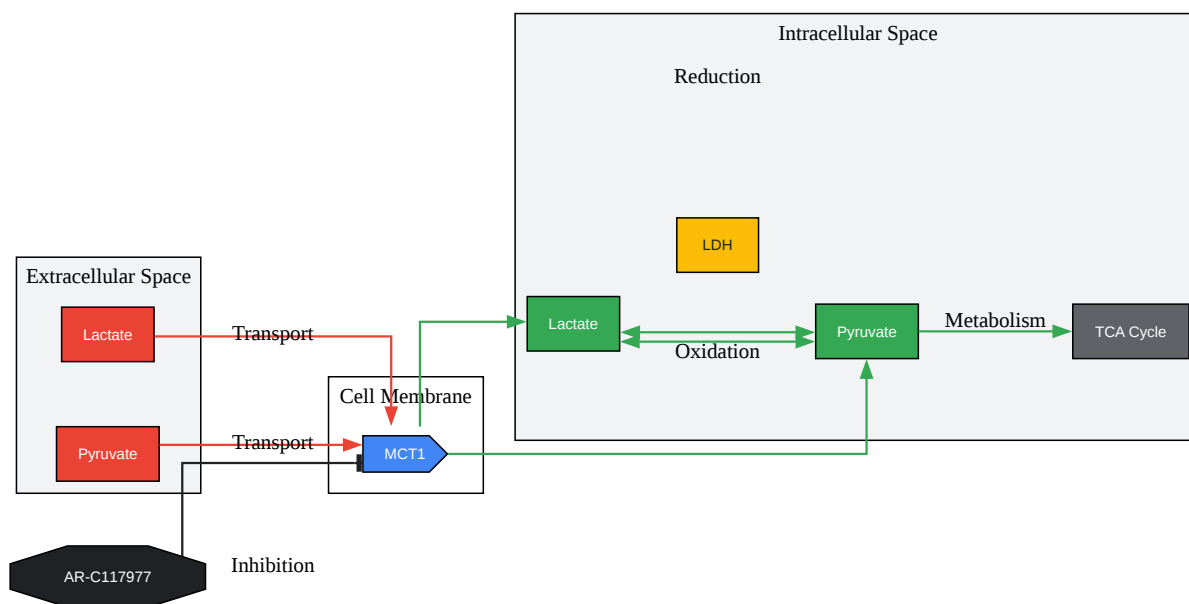 Intracellular Space
Reduction
LDH
Extracellular Space
Lactate
Transport
Lactate
Oxidation
Pyruvate
Metabolism
TCA Cycle
Cell Membrane
Pyruvate
Transport
MCT1
AR-C117977
Inhibition